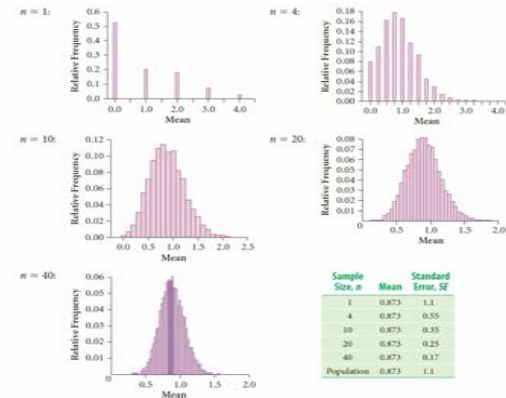 n = 1:
Relative Frequency
0.6
0.5
0.4
0.3
0.2
0.1
0.0
0.0 1.0 2.0 3.0 4.0
Mean
n = 4:
Relative Frequency
0.18
0.16
0.14
0.12
0.10
0.08
0.06
0.04
0.02
0.00
0.0 1.0 2.0 3.0 4.0
Mean
n = 10:
Relative Frequency
0.12
0.10
0.08
0.06
0.04
0.02
0.00
0.0 0.5 1.0 1.5 2.0 2.5
Mean
n = 20:
Relative Frequency
0.08
0.07
0.06
0.05
0.04
0.03
0.02
0.01
0.5 1.0 1.5 2.0
Mean
n = 40:
Relative Frequency
0.06
0.05
0.04
0.03
0.02
0.01
0.0 0.5 1.0 1.5 2.0
Mean
Sample Size, n Mean Standard Error, SE
1 0.873 1.1
4 0.873 0.55
10 0.873 0.35
20 0.873 0.25
40 0.873 0.17
Population 0.873 1.1